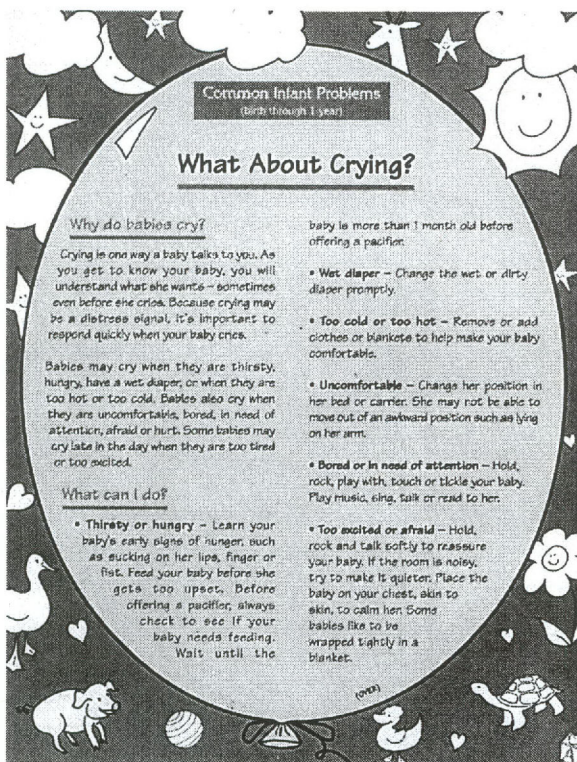 Common Infant Problems
(birth through 1 year)
What About Crying?
Why do babies cry?
Crying is one way a baby talks to you. As
you get to know your baby, you will
understand what she wants – sometimes
even before she cries. Because crying may
be a distress signal, it's important to
respond quickly when your baby cries.
Babies may cry when they are thirsty,
hungry, have a wet diaper, or when they are
too hot or too cold. Babies also cry when
they are uncomfortable, bored, in need of
attention, afraid or hurt. Some babies may
cry late in the day when they are too tired
or too excited.
What can I do?
• Thirsty or hungry – Learn your
baby's early signs of hunger, such
as sucking on her lips, finger or
fist. Feed your baby before she
gets too upset. Before
offering a pacifier, always
check to see if your
baby needs feeding.
Wait until the
baby is more than 1 month old before
offering a pacifier.
• Wet diaper – Change the wet or dirty
diaper promptly.
• Too cold or too hot – Remove or add
clothes or blankets to help make your baby
comfortable.
• Uncomfortable – Change her position in
her bed or carrier. She may not be able to
move out of an awkward position such as lying
on her arm.
• Bored or in need of attention – Hold,
rock, play with, touch or tickle your baby.
Play music, sing, talk or read to her.
• Too excited or afraid – Hold,
rock and talk softly to reassure
your baby. If the room is noisy,
try to make it quieter. Place the
baby on your chest, skin to
skin, to calm her. Some
babies like to be
wrapped tightly in a
blanket.
(OVER)